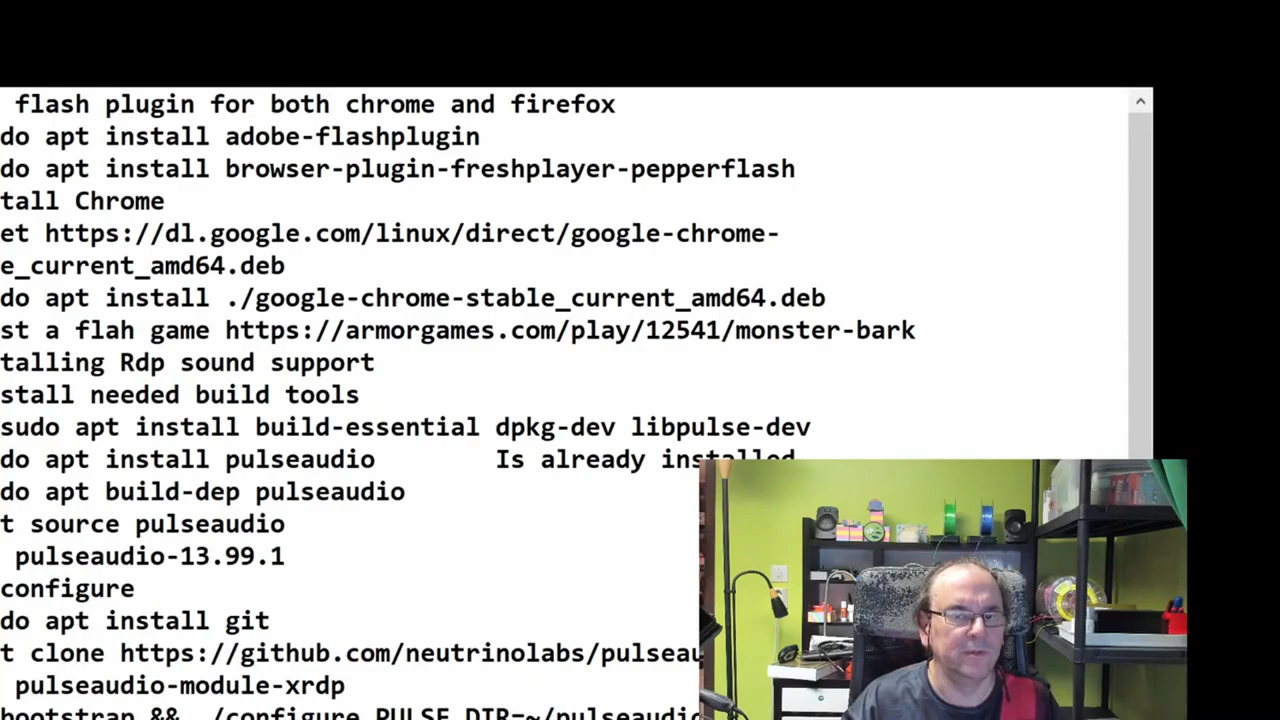 flash plugin for both chrome and firefox
do apt install adobe-flashplugin
do apt install browser-plugin-freshplayer-pepperflash
tall Chrome
et https://dl.google.com/linux/direct/google-chrome-
e_current_amd64.deb
do apt install ./google-chrome-stable_current_amd64.deb
st a flah game https://armorgames.com/play/12541/monster-bark
talling Rdp sound support
stall needed build tools
sudo apt install build-essential dpkg-dev libpulse-dev
do apt install pulseaudio Is already installed
do apt build-dep pulseaudio
t source pulseaudio
pulseaudio-13.99.1
configure
do apt install git
t clone https://github.com/neutrinolabs/pulseau
pulseaudio-module-xrdp
bootstrap && ./configure PULSE_DIR=~/pulseaudio